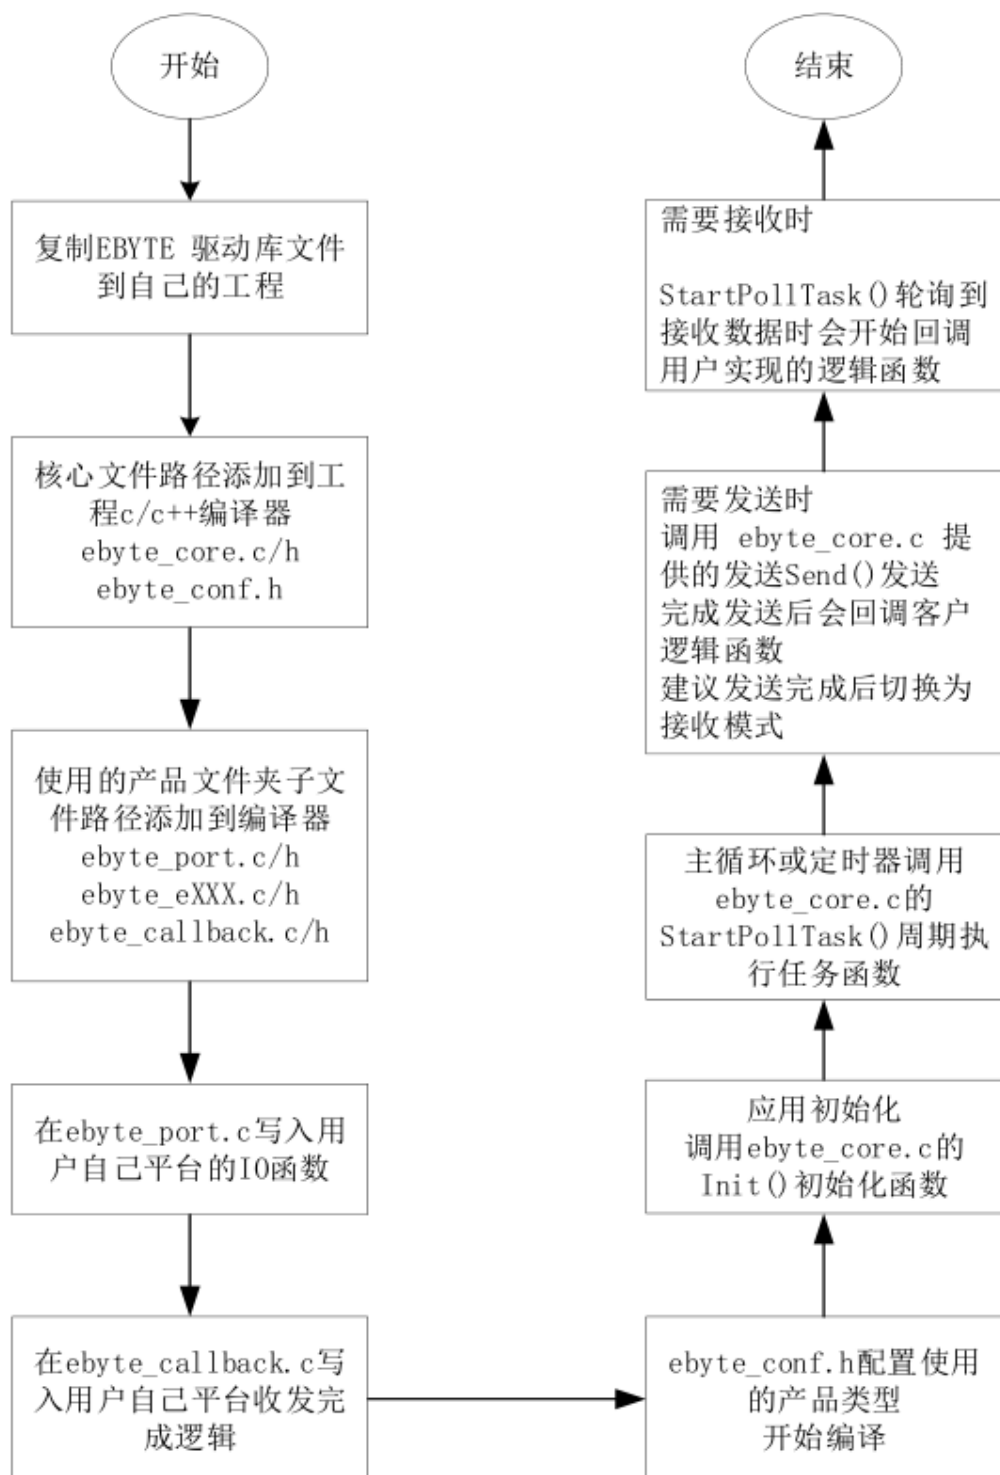 开始
复制EBYTE 驱动库文件
到自己的工程
核心文件路径添加到工
程c/c++编译器
ebyte_core.c/h
ebyte_conf.h
使用的产品文件夹子文
件路径添加到编译器
ebyte_port.c/h
ebyte_eXXX.c/h
ebyte_callback.c/h
在ebyte_port.c写入用
户自己平台的IO函数
在ebyte_callback.c写
入用户自己平台收发完
成逻辑
ebyte_conf.h配置使用
的产品类型
开始编译
应用初始化
调用ebyte_core.c的
Init()初始化函数
主循环或定时器调用
ebyte_core.c的
StartPollTask()周期执
行任务函数
需要发送时
调用 ebyte_core.c 提
供的发送Send()发送
完成发送后会回调客户
逻辑函数
建议发送完成后切换为
接收模式
需要接收时
StartPollTask()轮询到
接收数据时会开始回调
用户实现的逻辑函数
结束